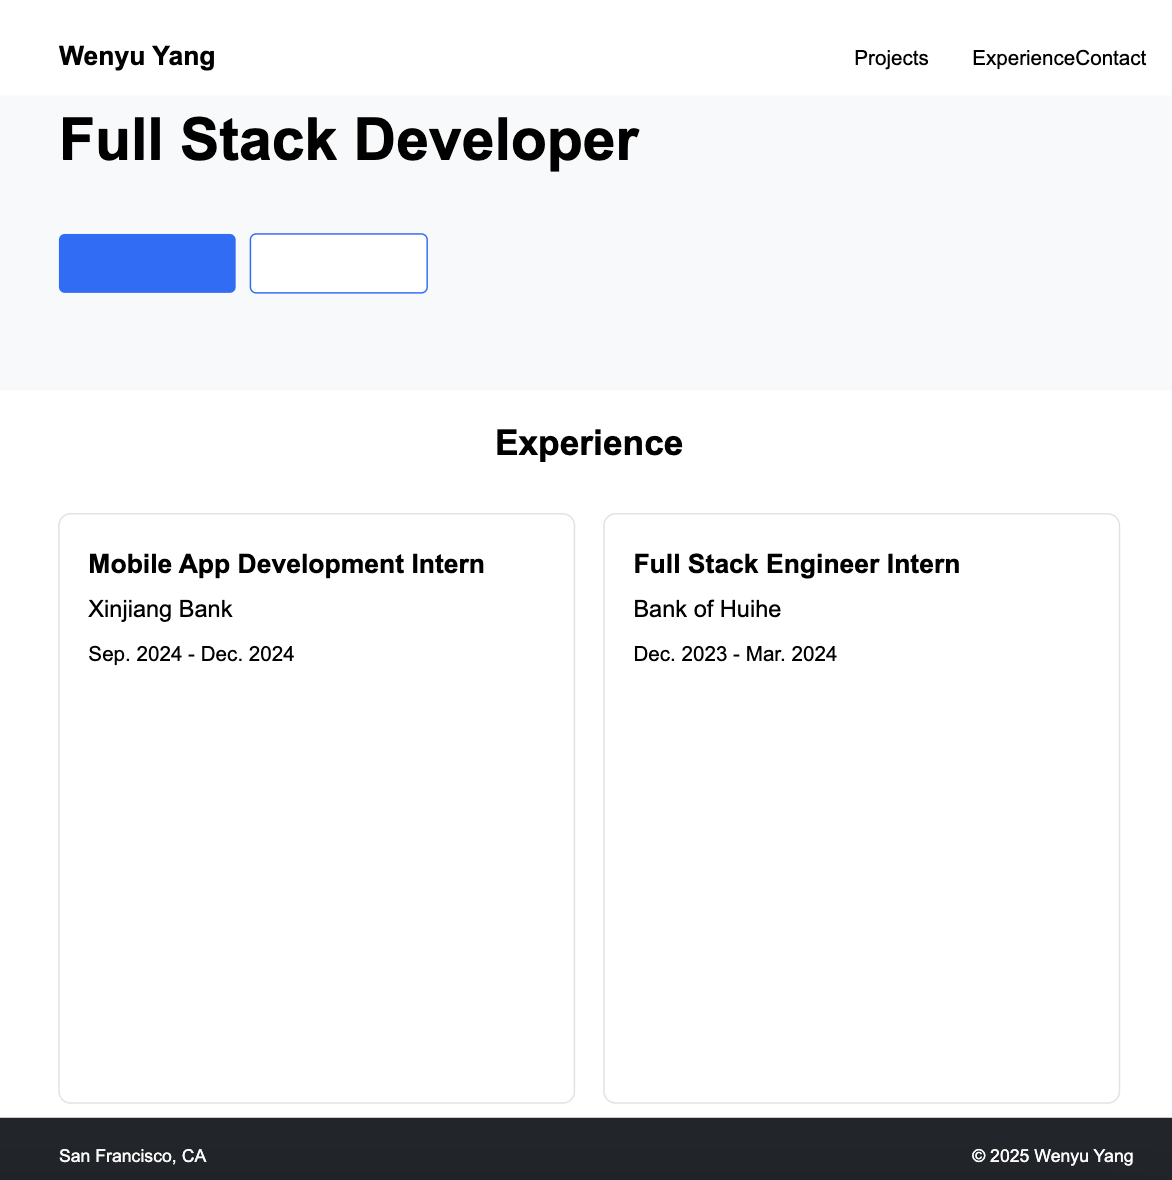 Wenyu Yang
Projects ExperienceContact
Full Stack Developer
Experience
Mobile App Development Intern
Xinjiang Bank
Sep. 2024 - Dec. 2024
Full Stack Engineer Intern
Bank of Huihe
Dec. 2023 - Mar. 2024
San Francisco, CA
© 2025 Wenyu Yang